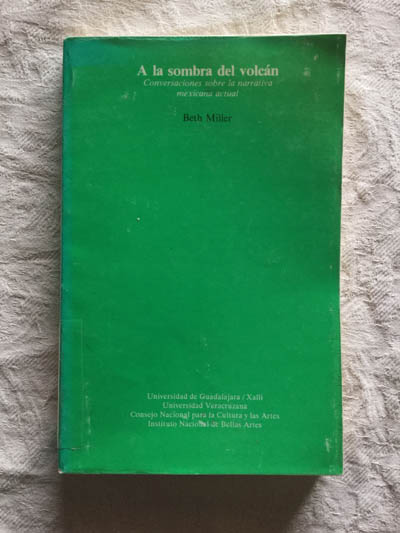 A la sombra del volcán
Conversaciones sobre la narrativa
mexicana actual
Beth Miller
Universidad de Guadalajara / Xalli
Universidad Veracruzana
Consejo Nacional para la Cultura y las Artes
Instituto Nacional de Bellas Artes